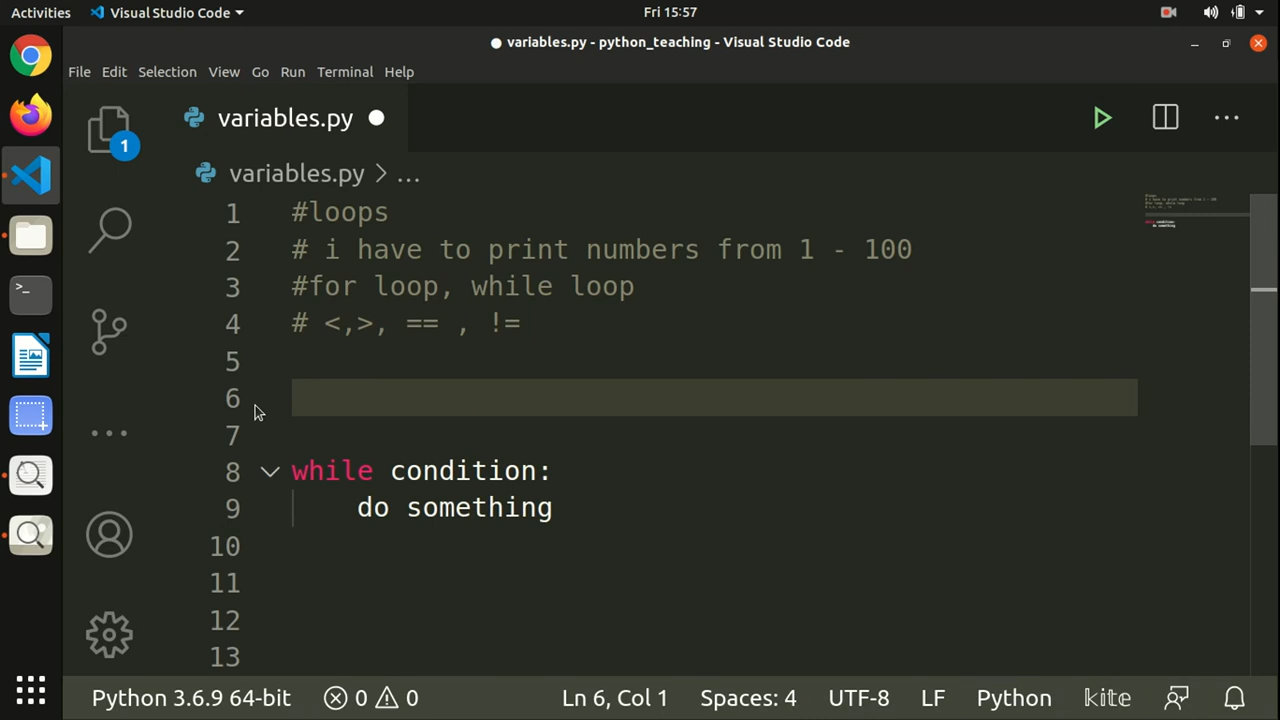 Activities Visual Studio Code Fri 15:57
variables.py - python_teaching - Visual Studio Code
File Edit Selection View Go Run Terminal Help
variables.py
variables.py > ...
1 #loops
2 # i have to print numbers from 1 - 100
3 #for loop, while loop
4 # <,>, == , !=
5
6
7
8 while condition:
9 do something
10
11
12
13
1
Python 3.6.9 64-bit 0 0 Ln 6, Col 1 Spaces: 4 UTF-8 LF Python kite